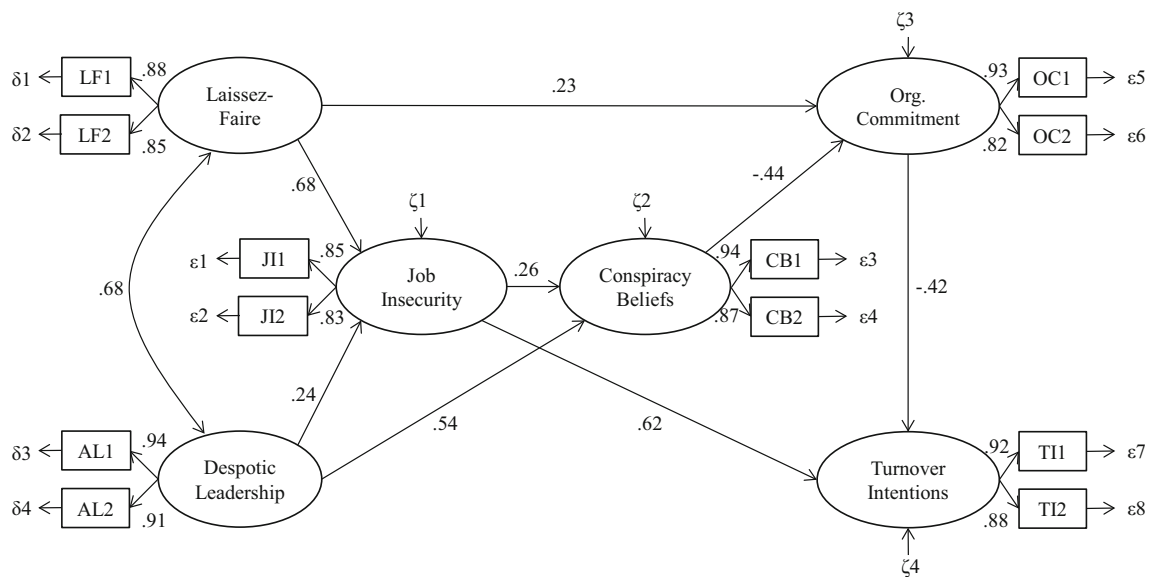 ζ3
δ1
LF1
.88
Laissez-
Faire
δ2
LF2
.85
.23
Org.
Commitment
.93
OC1
ε5
.82
OC2
ε6
.68
-.44
ζ1
ζ2
ε1
JI1
.85
Job
Insecurity
ε2
JI2
.83
.26
Conspiracy
Beliefs
.94
CB1
ε3
.87
CB2
ε4
.68
-.42
.24
.54
.62
δ3
AL1
.94
Despotic
Leadership
δ4
AL2
.91
Turnover
Intentions
.92
TI1
ε7
.88
TI2
ε8
ζ4